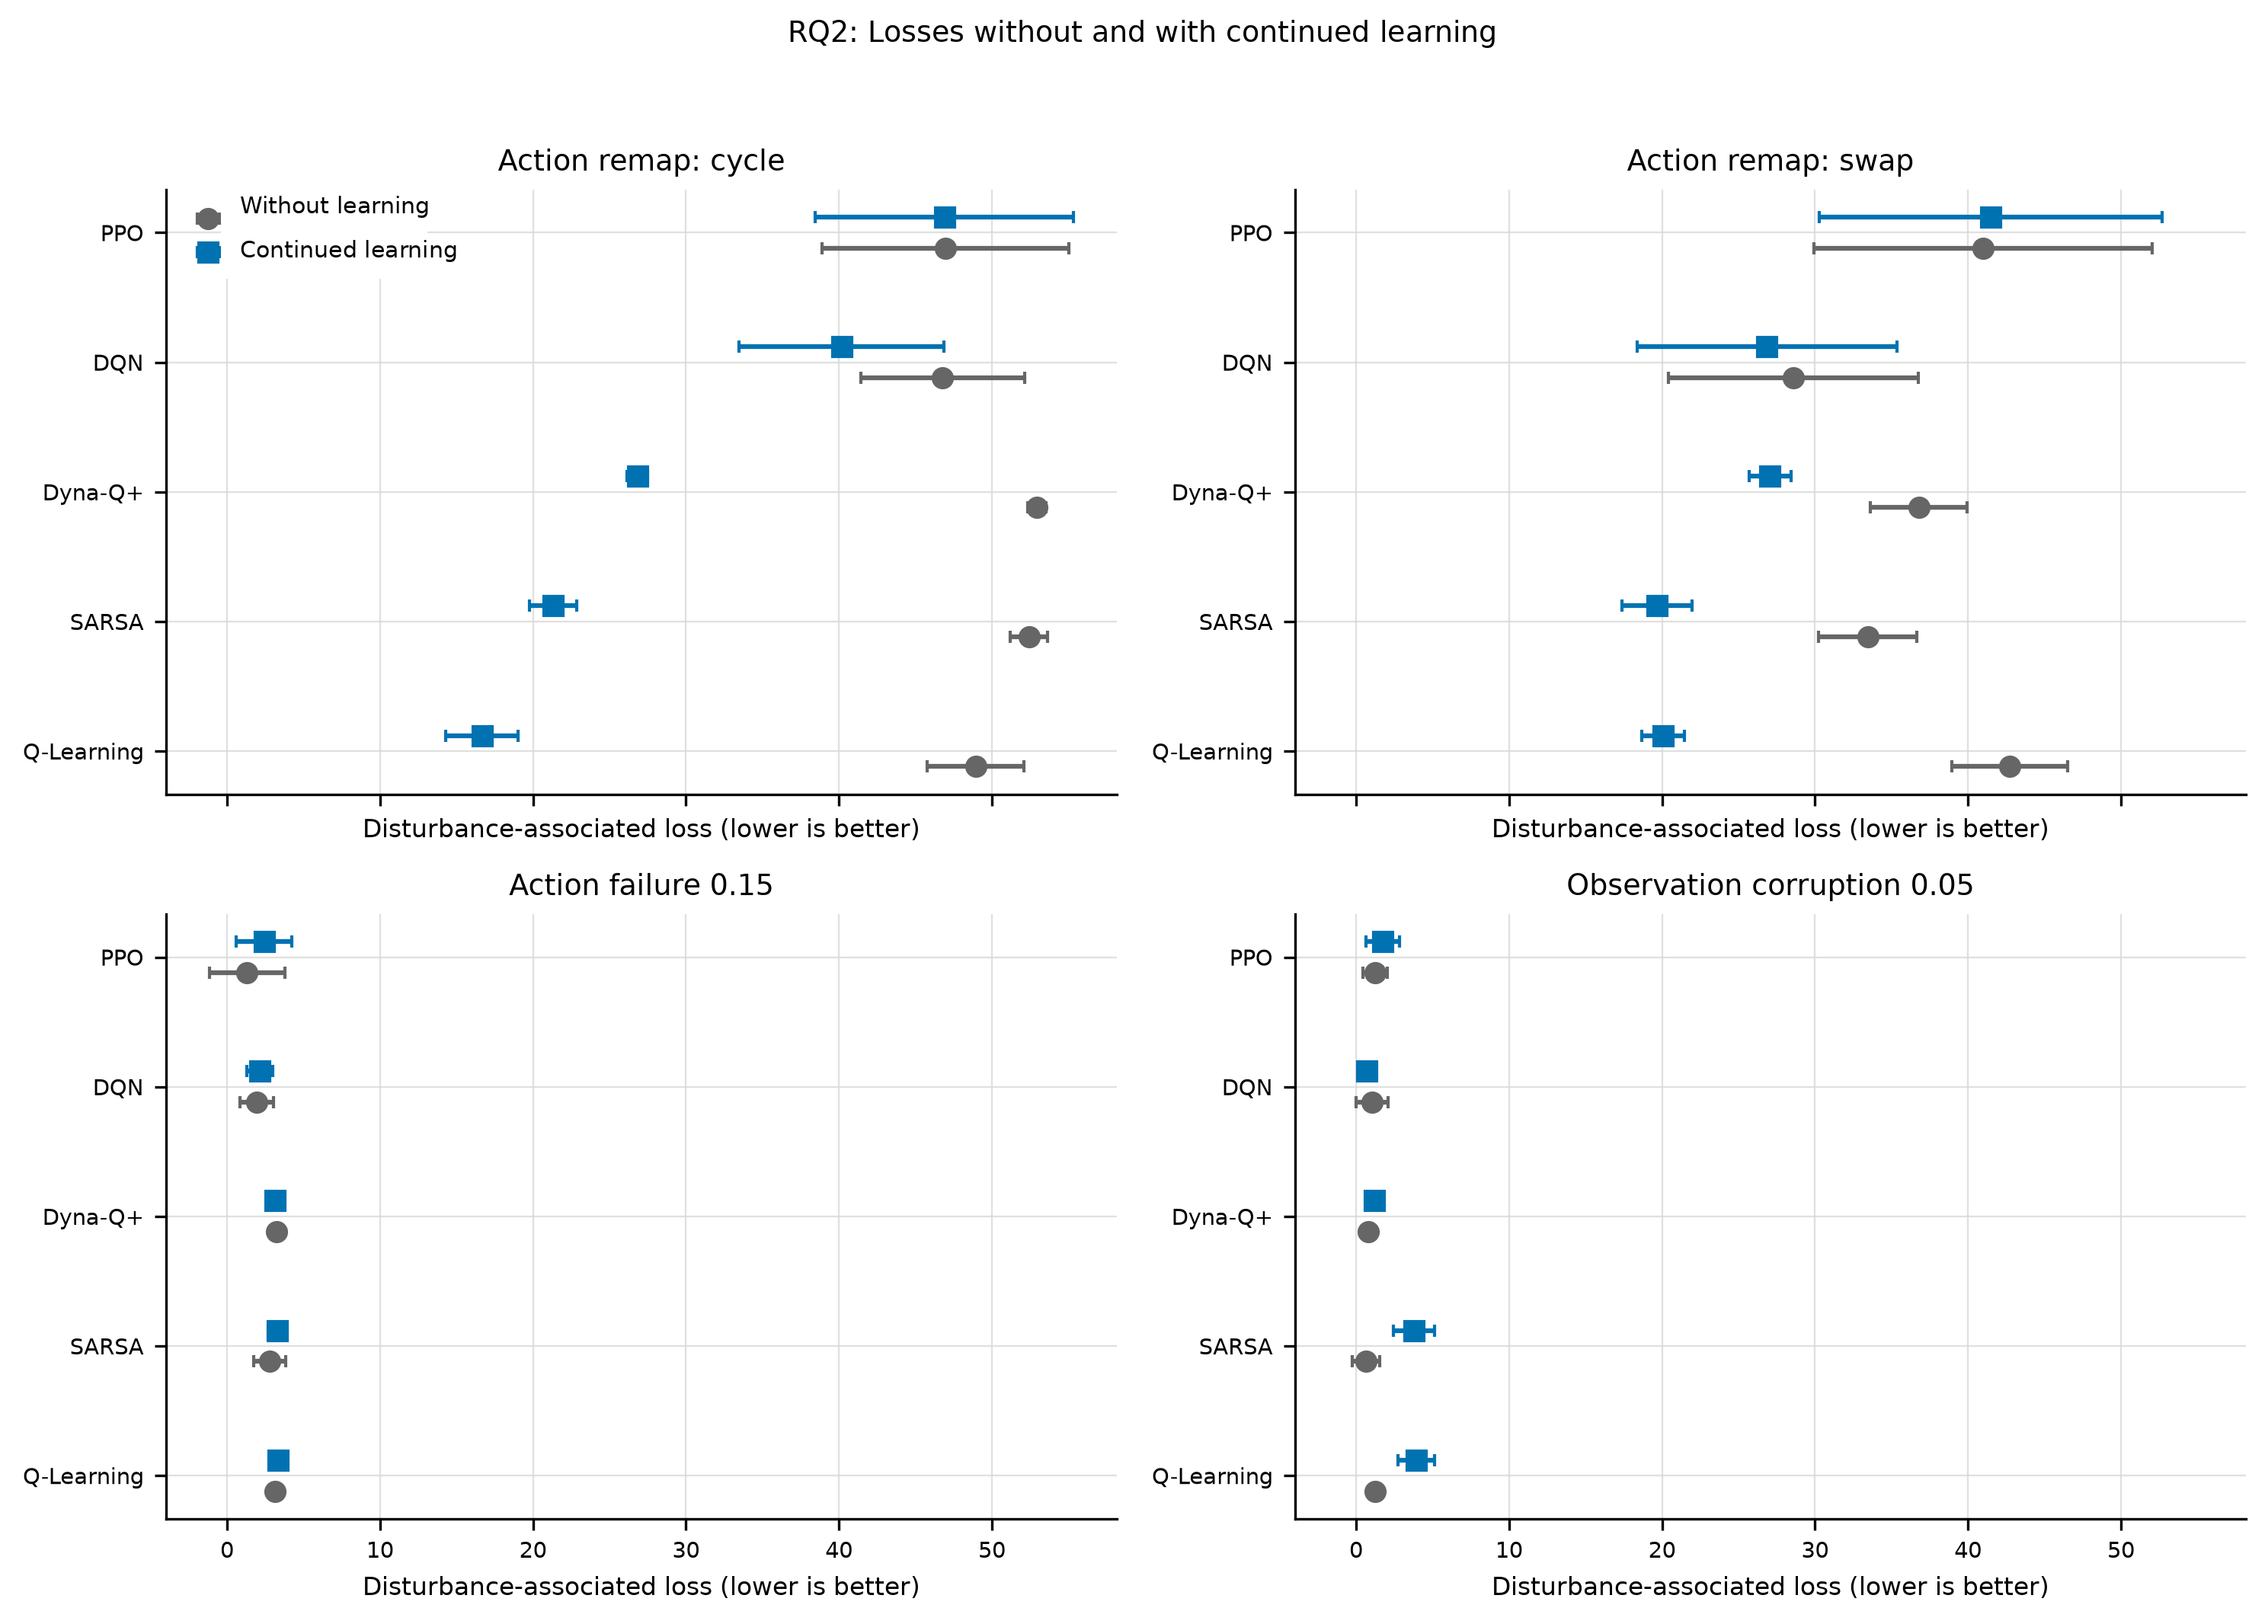 RQ2: Losses without and with continued learning
Action remap: cycle
Without learning
Continued learning
PPO
DQN
Dyna-Q+
SARSA
Q-Learning
Disturbance-associated loss (lower is better)
Action remap: swap
PPO
DQN
Dyna-Q+
SARSA
Q-Learning
Disturbance-associated loss (lower is better)
Action failure 0.15
PPO
DQN
Dyna-Q+
SARSA
Q-Learning
0 10 20 30 40 50
Disturbance-associated loss (lower is better)
Observation corruption 0.05
PPO
DQN
Dyna-Q+
SARSA
Q-Learning
0 10 20 30 40 50
Disturbance-associated loss (lower is better)